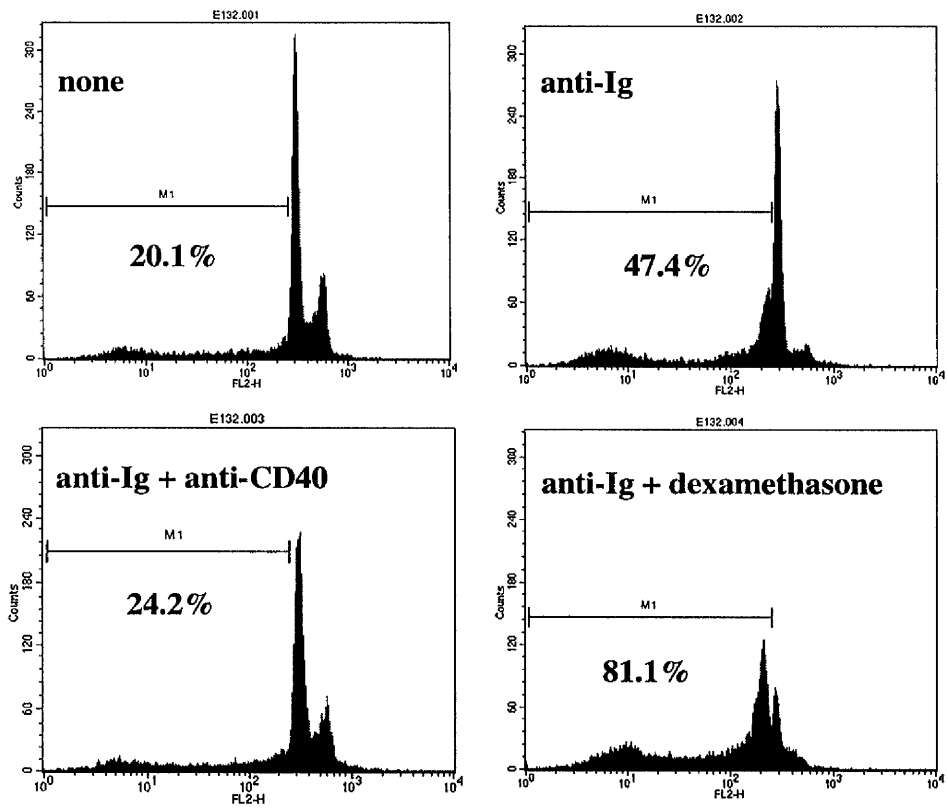 E132.001
none
M1
20.1%
Counts
300
240
180
120
60
0
10^0 10^1 10^2 10^3 10^4
FL2-H
E132.002
anti-Ig
M1
47.4%
Counts
300
240
180
120
60
0
10^0 10^1 10^2 10^3 10^4
FL2-H
E132.003
anti-Ig + anti-CD40
M1
24.2%
Counts
300
240
180
120
60
0
10^0 10^1 10^2 10^3 10^4
FL2-H
E132.004
anti-Ig + dexamethasone
M1
81.1%
Counts
300
240
180
120
60
0
10^0 10^1 10^2 10^3 10^4
FL2-H